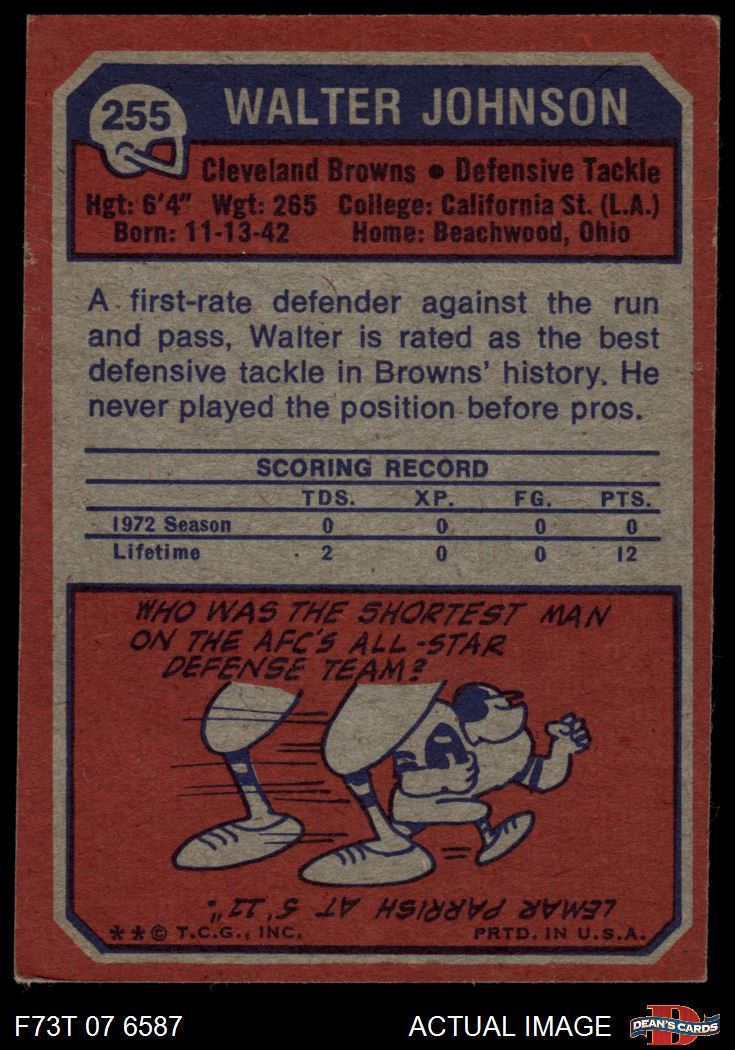 255 WALTER JOHNSON
Cleveland Browns ● Defensive Tackle
Hgt: 6'4" Wgt: 265 College: California St. (L.A.)
Born: 11-13-42 Home: Beachwood, Ohio
A first-rate defender against the run
and pass, Walter is rated as the best
defensive tackle in Browns' history. He
never played the position before pros.
SCORING RECORD
TDS. XP. FG. PTS.
1972 Season 0 0 0 0
Lifetime 2 0 0 12
WHO WAS THE SHORTEST MAN
ON THE AFC'S ALL-STAR
DEFENSE TEAM?
LEMAR PARRISH AT 5'11".
**© T.C.G., INC. PRTD. IN U.S.A.
F73T 07 6587 ACTUAL IMAGE D DEAN'S CARDS